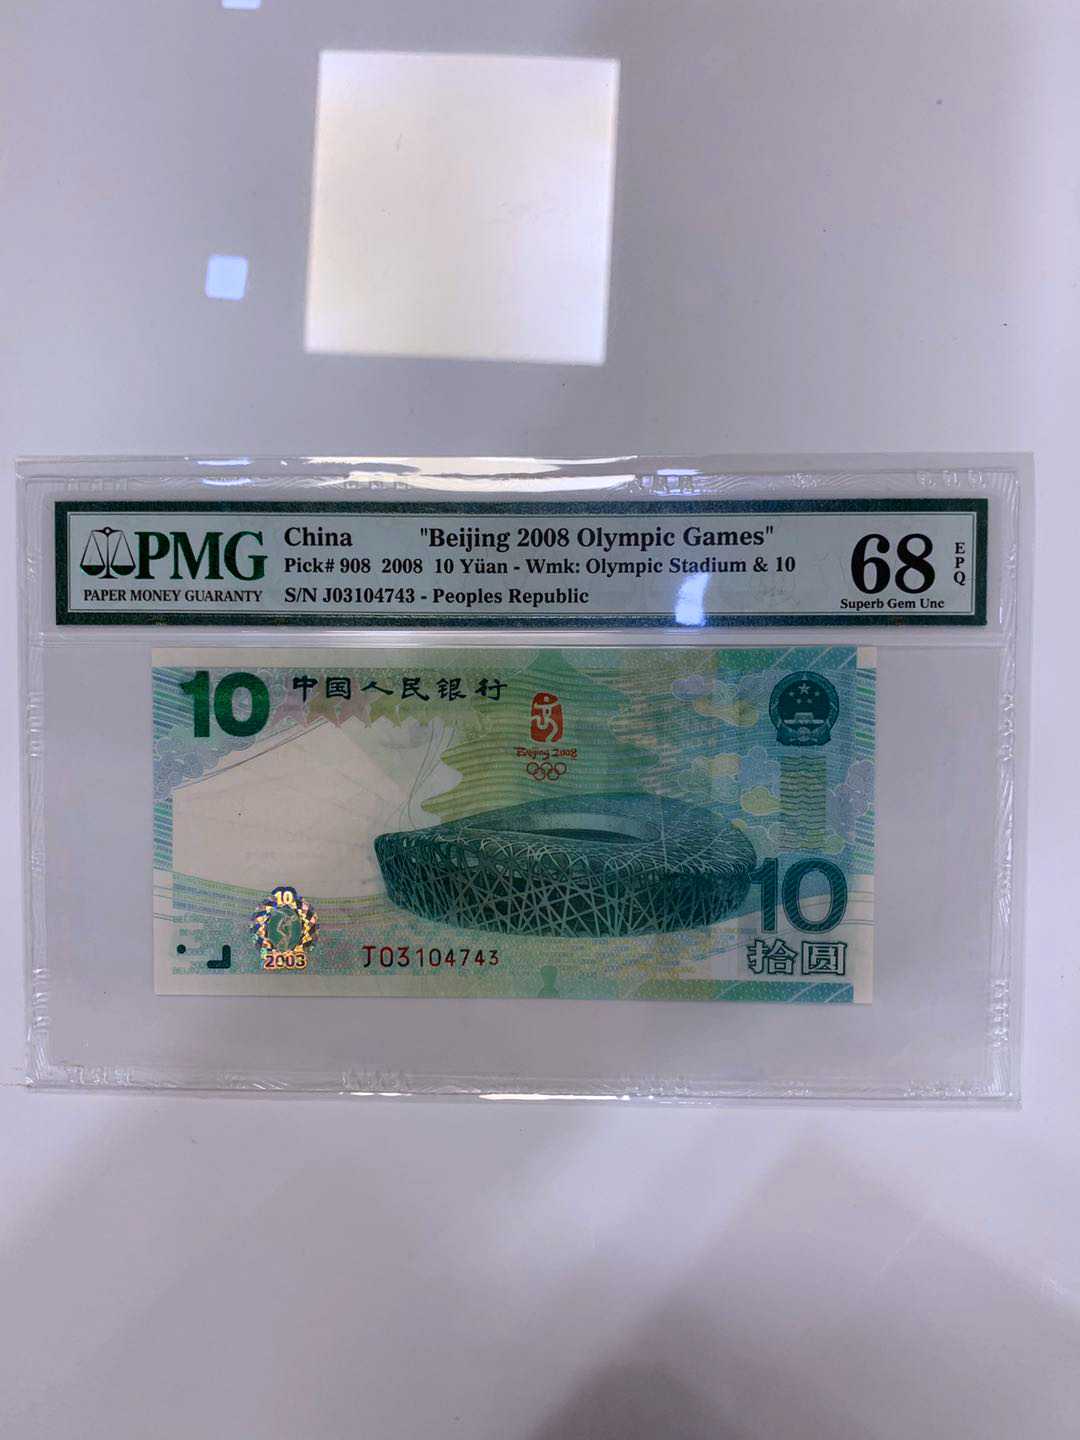 PMG
PAPER MONEY GUARANTY
China "Beijing 2008 Olympic Games"
Pick# 908 2008 10 Yüan - Wmk: Olympic Stadium & 10
S/N J03104743 - Peoples Republic
68
EPQ
Superb Gem Unc
10 中国人民银行
Beijing 2008
10
拾圆
10
2003
J03104743